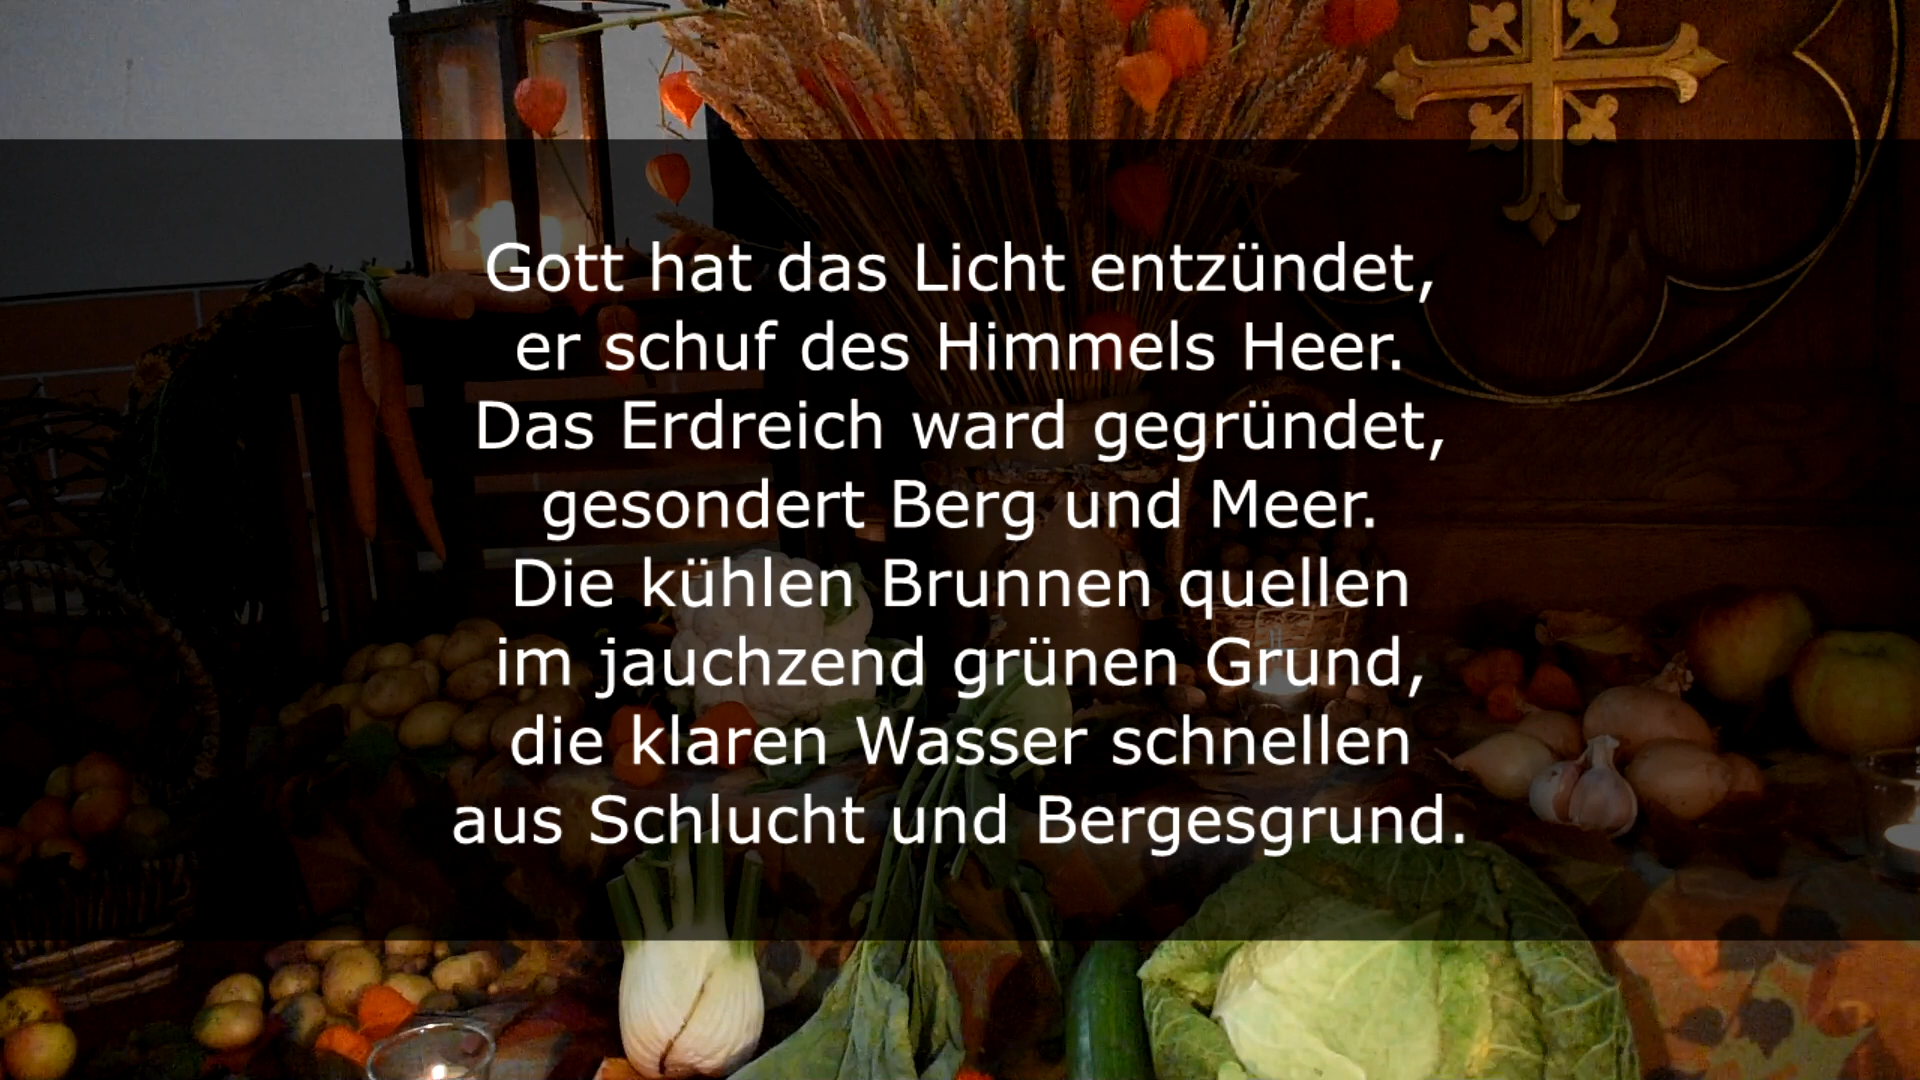 Gott hat das Licht entzündet,
er schuf des Himmels Heer.
Das Erdreich ward gegründet,
gesondert Berg und Meer.
Die kühlen Brunnen quellen
im jauchzend grünen Grund,
die klaren Wasser schnellen
aus Schlucht und Bergesgrund.